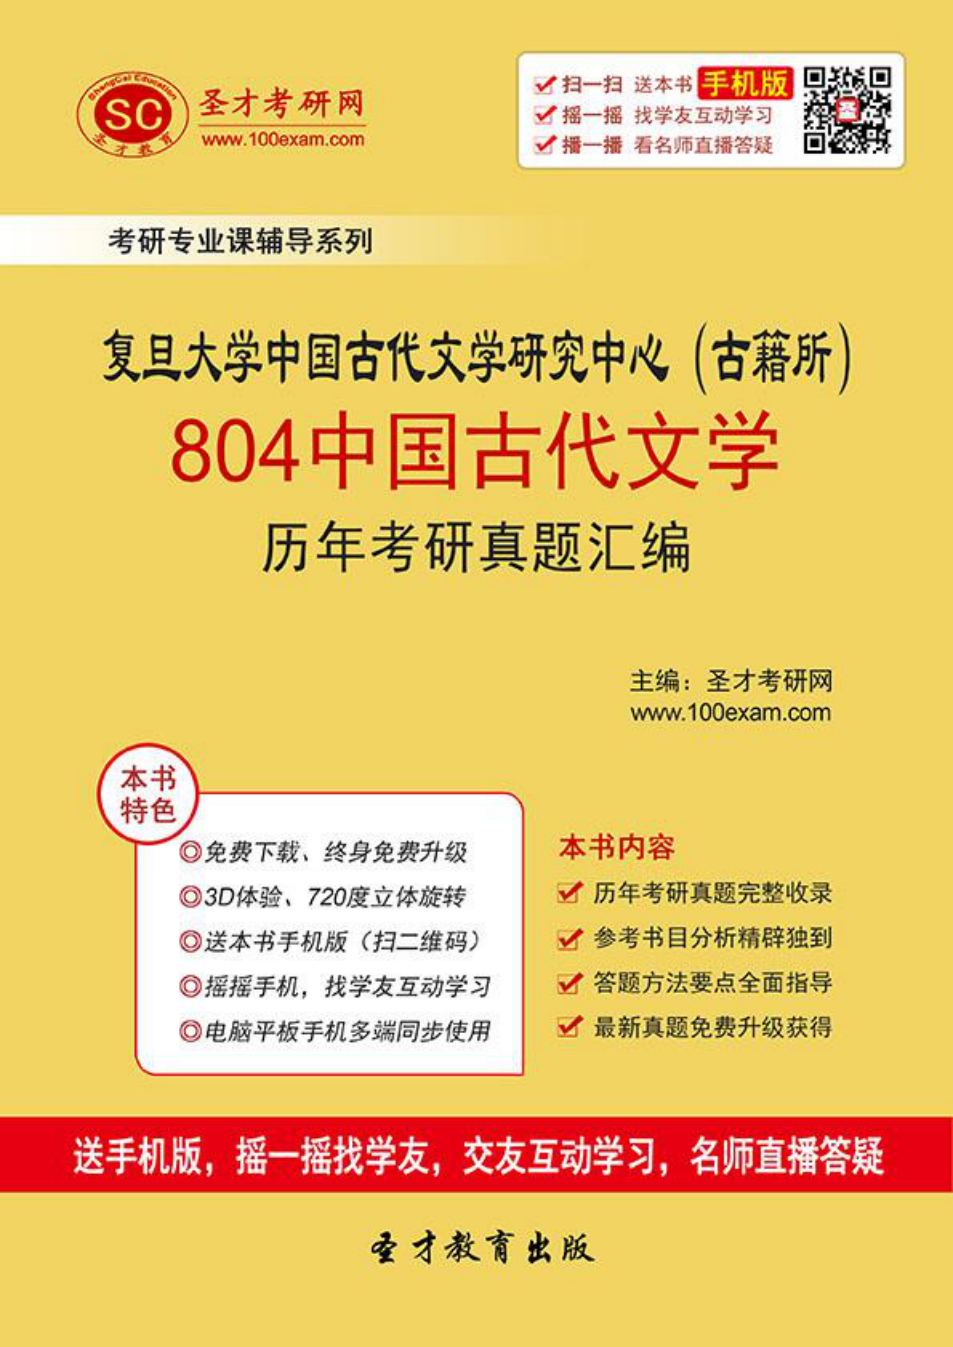 ShengCai Education
SC
圣才教育
圣才考研网
www.100exam.com
扫一扫 送本书 手机版
摇一摇 找学友互动学习
播一播 看名师直播答疑
圣
考研专业课辅导系列
复旦大学中国古代文学研究中心（古籍所）
804中国古代文学
历年考研真题汇编
主编：圣才考研网
www.100exam.com
本书
特色
◎免费下载、终身免费升级
◎3D体验、720度立体旋转
◎送本书手机版（扫二维码）
◎摇摇手机，找学友互动学习
◎电脑平板手机多端同步使用
本书内容
历年考研真题完整收录
参考书目分析精辟独到
答题方法要点全面指导
最新真题免费升级获得
送手机版，摇一摇找学友，交友互动学习，名师直播答疑
圣才教育出版